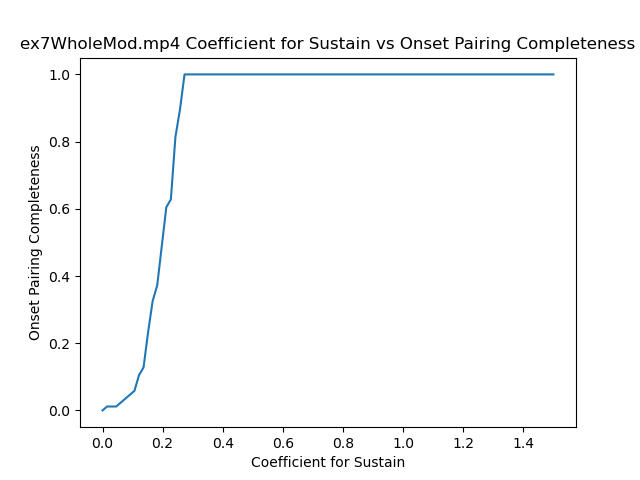 ex7WholeMod.mp4 Coefficient for Sustain vs Onset Pairing Completeness
1.0
0.8
0.6
0.4
0.2
0.0
Onset Pairing Completeness
0.0 0.2 0.4 0.6 0.8 1.0 1.2 1.4
Coefficient for Sustain